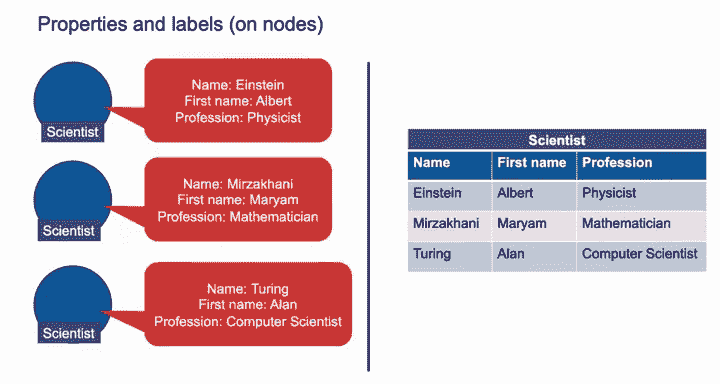 Properties and labels (on nodes)
Name: Einstein
First name: Albert
Profession: Physicist
Scientist
Name: Mirzakhani
First name: Maryam
Profession: Mathematician
Scientist
Name: Turing
First name: Alan
Profession: Computer Scientist
Scientist
Scientist
Name First name Profession
Einstein Albert Physicist
Mirzakhani Maryam Mathematician
Turing Alan Computer Scientist